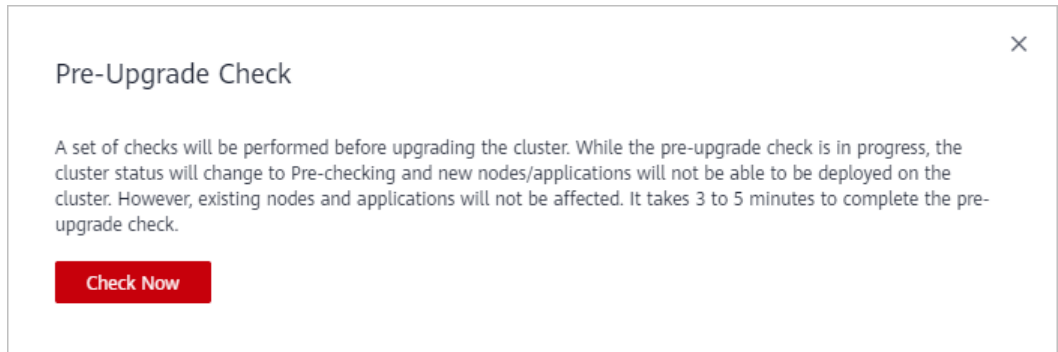 Pre-Upgrade Check
A set of checks will be performed before upgrading the cluster. While the pre-upgrade check is in progress, the
cluster status will change to Pre-checking and new nodes/applications will not be able to be deployed on the
cluster. However, existing nodes and applications will not be affected. It takes 3 to 5 minutes to complete the pre-
upgrade check.
Check Now